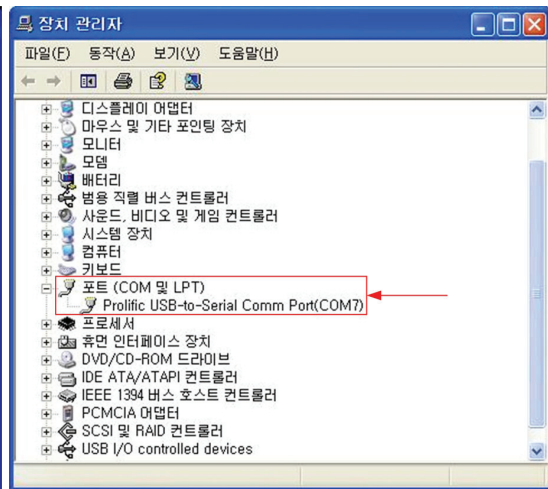 장치 관리자
파일(F) 동작(A) 보기(V) 도움말(H)
디스플레이 어댑터
마우스 및 기타 포인팅 장치
모니터
모뎀
배터리
범용 직렬 버스 컨트롤러
사운드, 비디오 및 게임 컨트롤러
시스템 장치
컴퓨터
키보드
포트 (COM 및 LPT)
Prolific USB-to-Serial Comm Port(COM7)
프로세서
휴먼 인터페이스 장치
DVD/CD-ROM 드라이브
IDE ATA/ATAPI 컨트롤러
IEEE 1394 버스 호스트 컨트롤러
PCMCIA 어댑터
SCSI 및 RAID 컨트롤러
USB I/O controlled devices